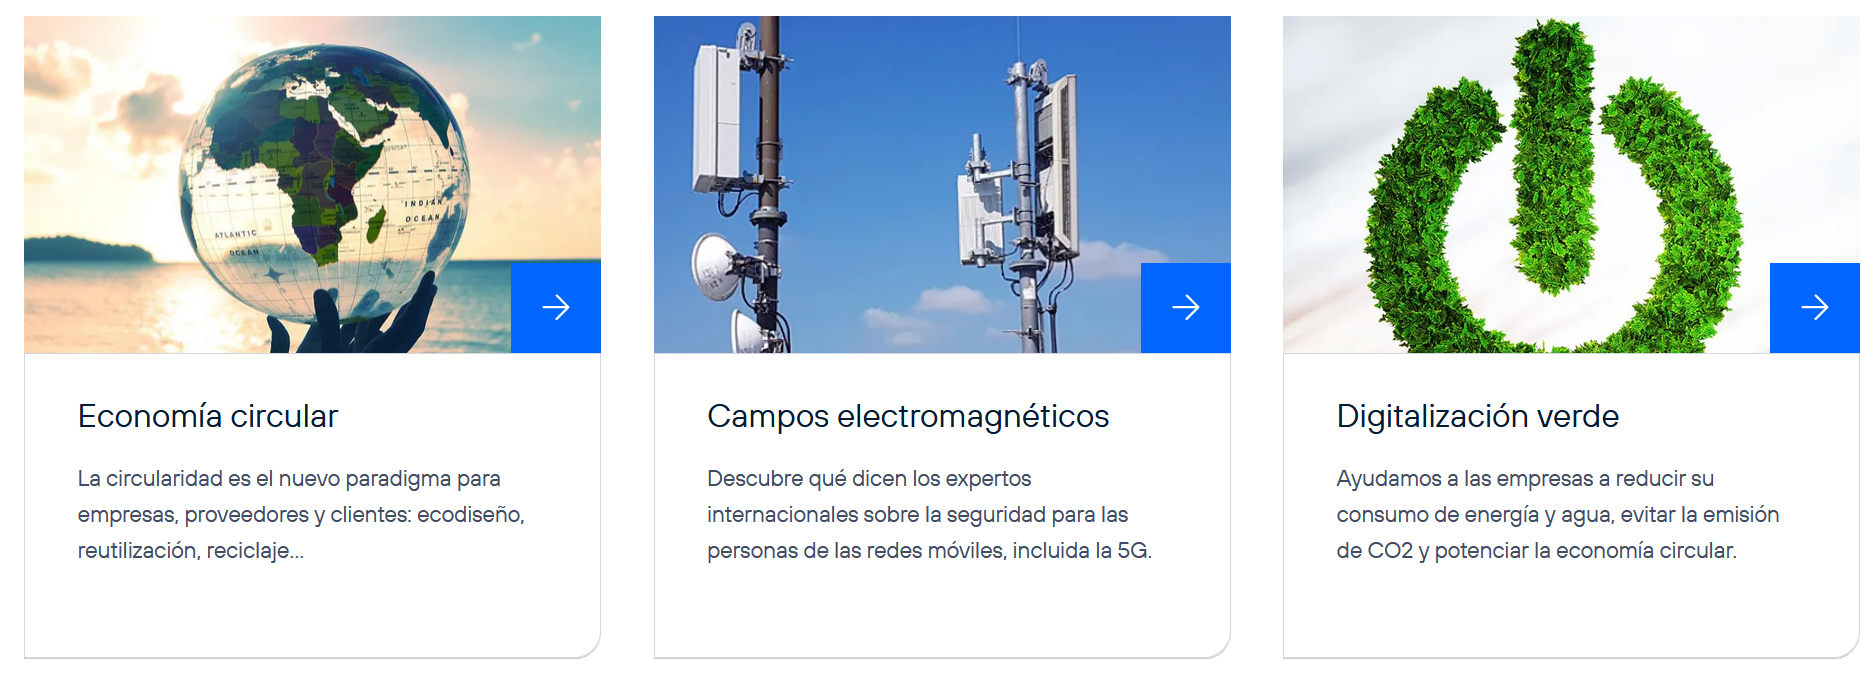 ATLANTIC
OCEAN
INDIAN
OCEAN
Economía circular
La circularidad es el nuevo paradigma para
empresas, proveedores y clientes: ecodiseño,
reutilización, reciclaje...
Campos electromagnéticos
Descubre qué dicen los expertos
internacionales sobre la seguridad para las
personas de las redes móviles, incluida la 5G.
Digitalización verde
Ayudamos a las empresas a reducir su
consumo de energía y agua, evitar la emisión
de CO2 y potenciar la economía circular.